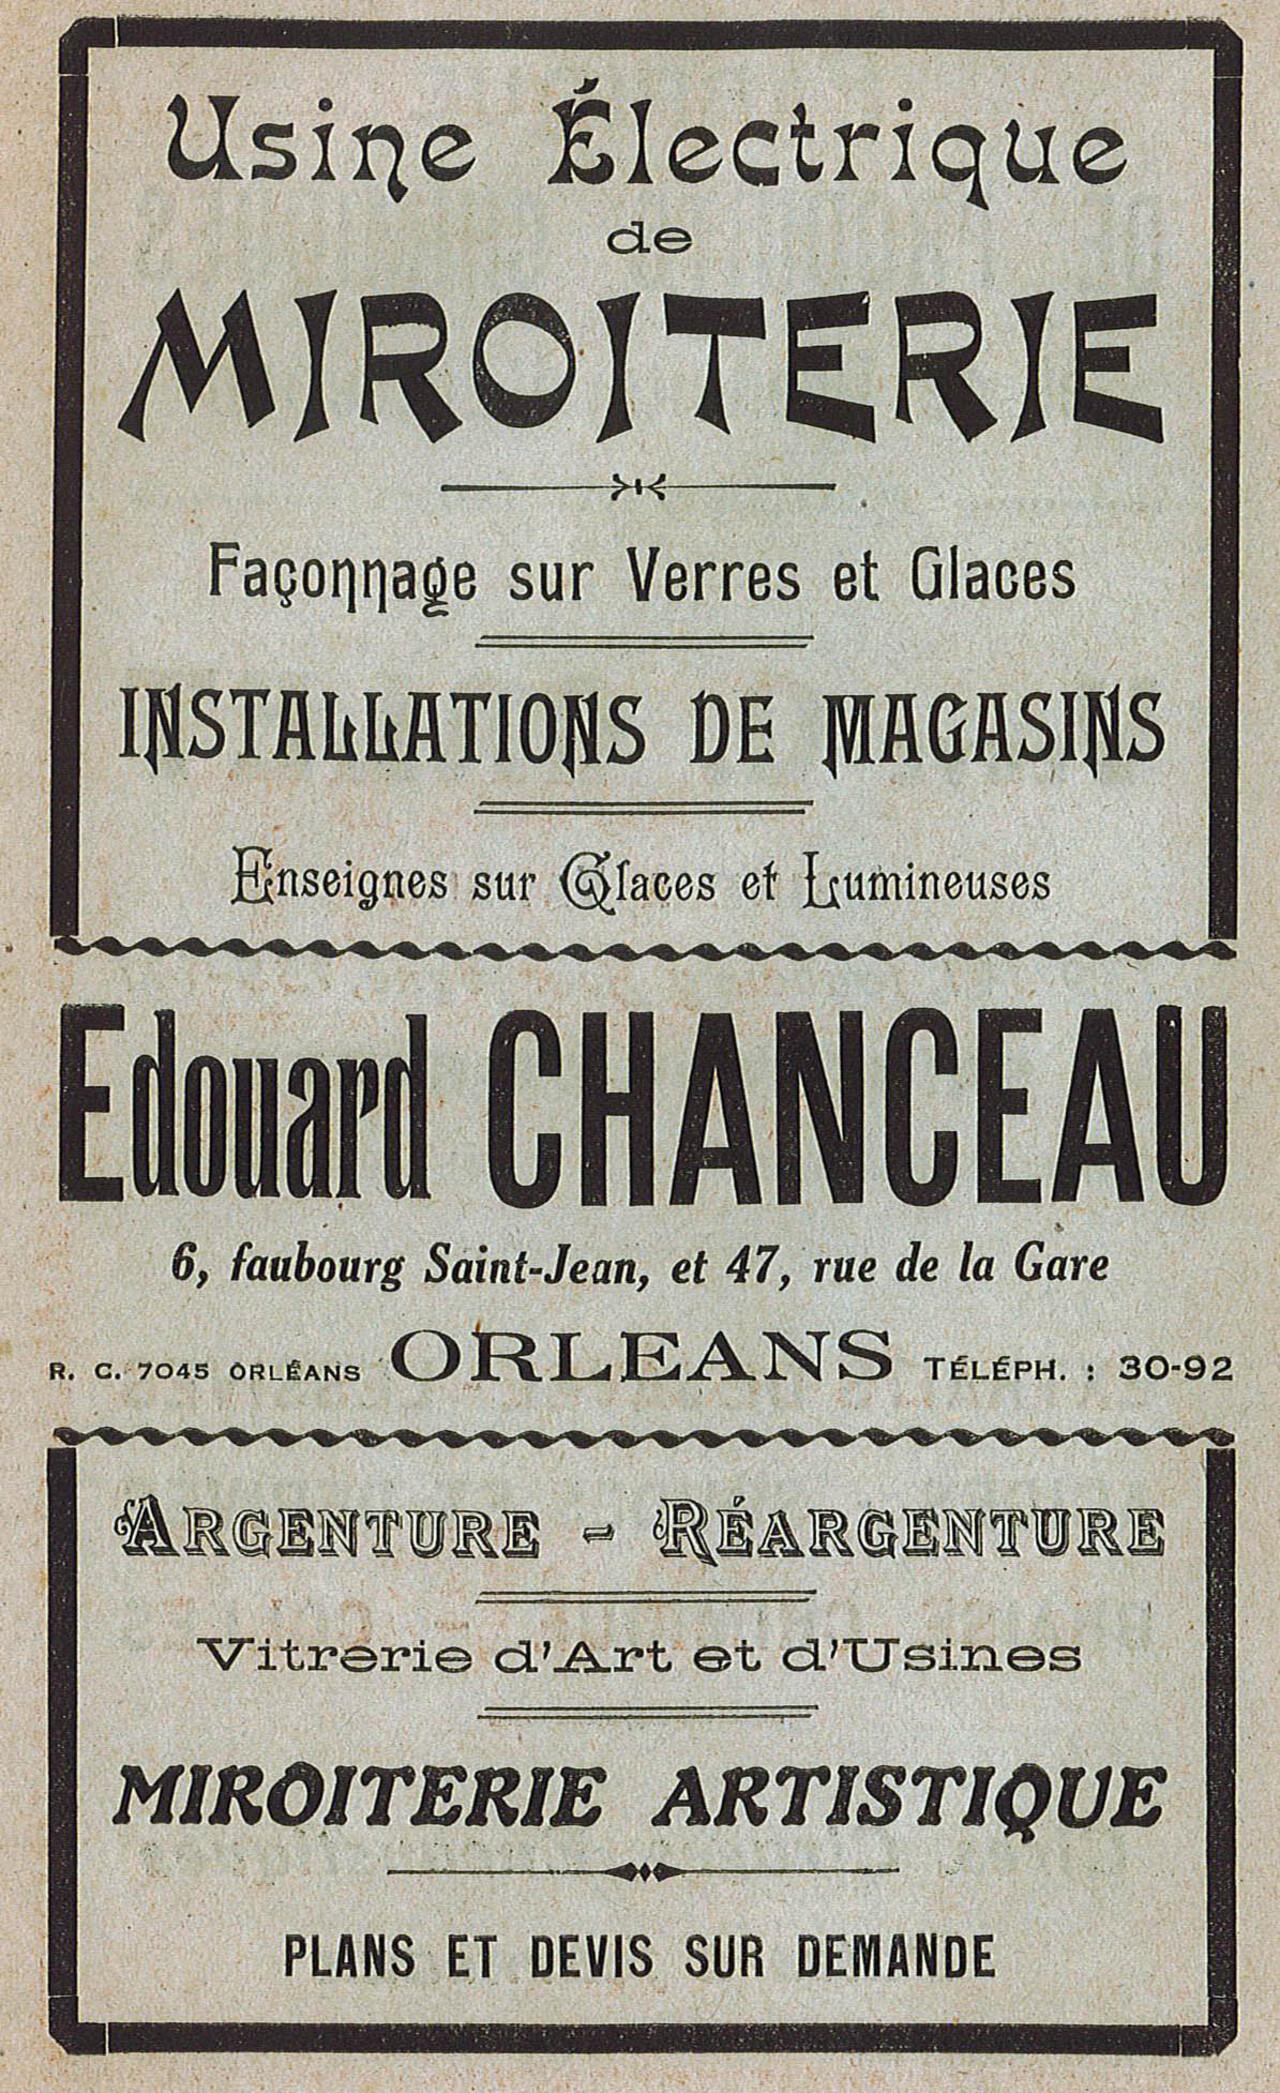 Usine Électrique
de
MIROITERIE
Façonnage sur Verres et Glaces
INSTALLATIONS DE MAGASINS
Enseignes sur Glaces et Lumineuses
Edouard CHANCEAU
6, faubourg Saint-Jean, et 47, rue de la Gare
R. C. 7045 ORLÉANS ORLEANS TÉLÉPH. : 30-92
ARGENTURE - RÉARGENTURE
Vitrerie d'Art et d'Usines
MIROITERIE ARTISTIQUE
PLANS ET DEVIS SUR DEMANDE